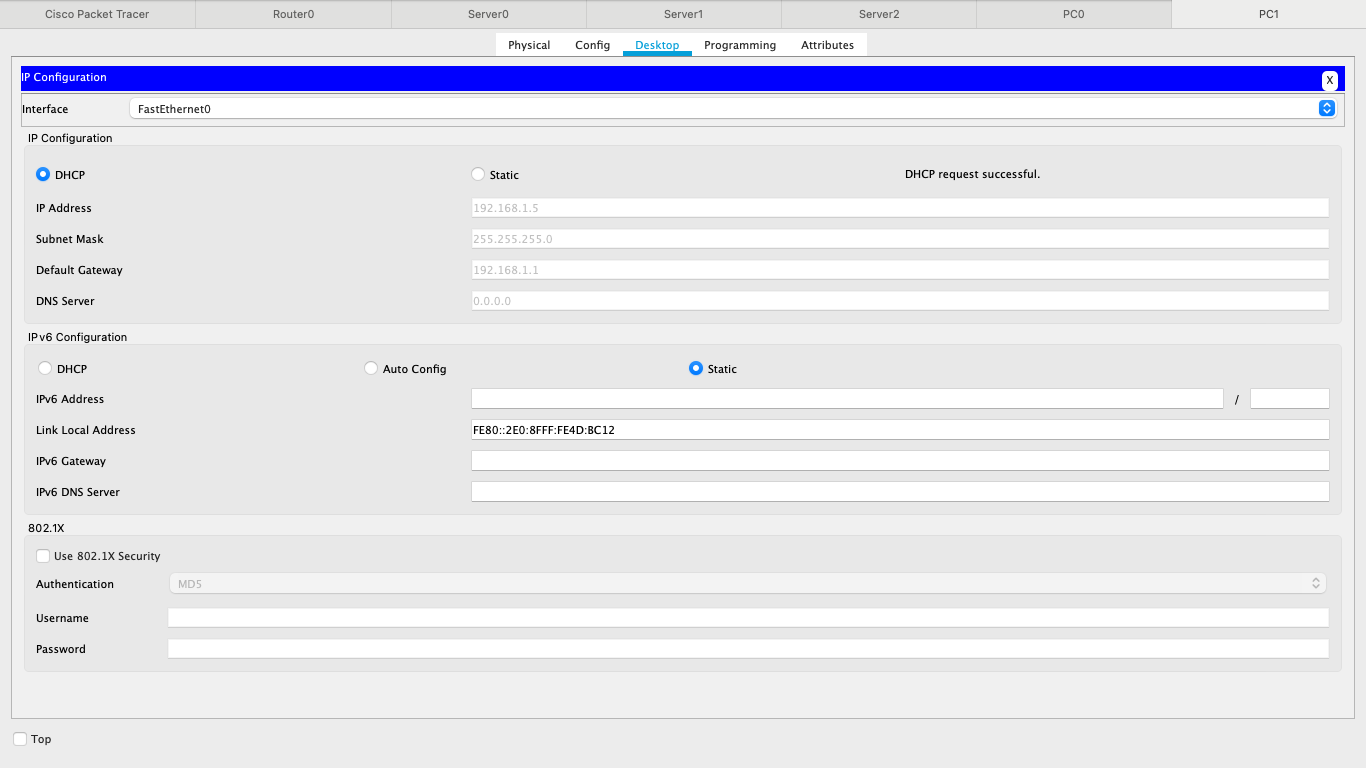 Cisco Packet Tracer Router0 Server0 Server1 Server2 PC0 PC1
Physical Config Desktop Programming Attributes
IP Configuration X
Interface FastEthernet0
IP Configuration
DHCP Static DHCP request successful.
IP Address 192.168.1.5
Subnet Mask 255.255.255.0
Default Gateway 192.168.1.1
DNS Server 0.0.0.0
IPv6 Configuration
DHCP Auto Config Static
IPv6 Address /
Link Local Address FE80::2E0:8FFF:FE4D:BC12
IPv6 Gateway
IPv6 DNS Server
802.1X
Use 802.1X Security
Authentication MD5
Username
Password
Top